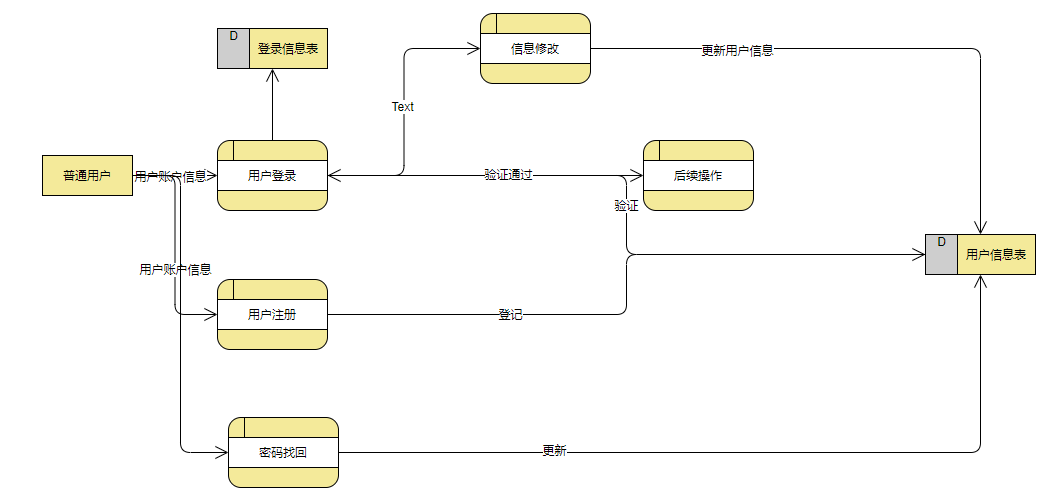 D
登录信息表
信息修改
更新用户信息
Text
普通用户
用户账户信息
用户登录
验证通过
后续操作
验证
D
用户信息表
用户账户信息
用户注册
登记
密码找回
更新